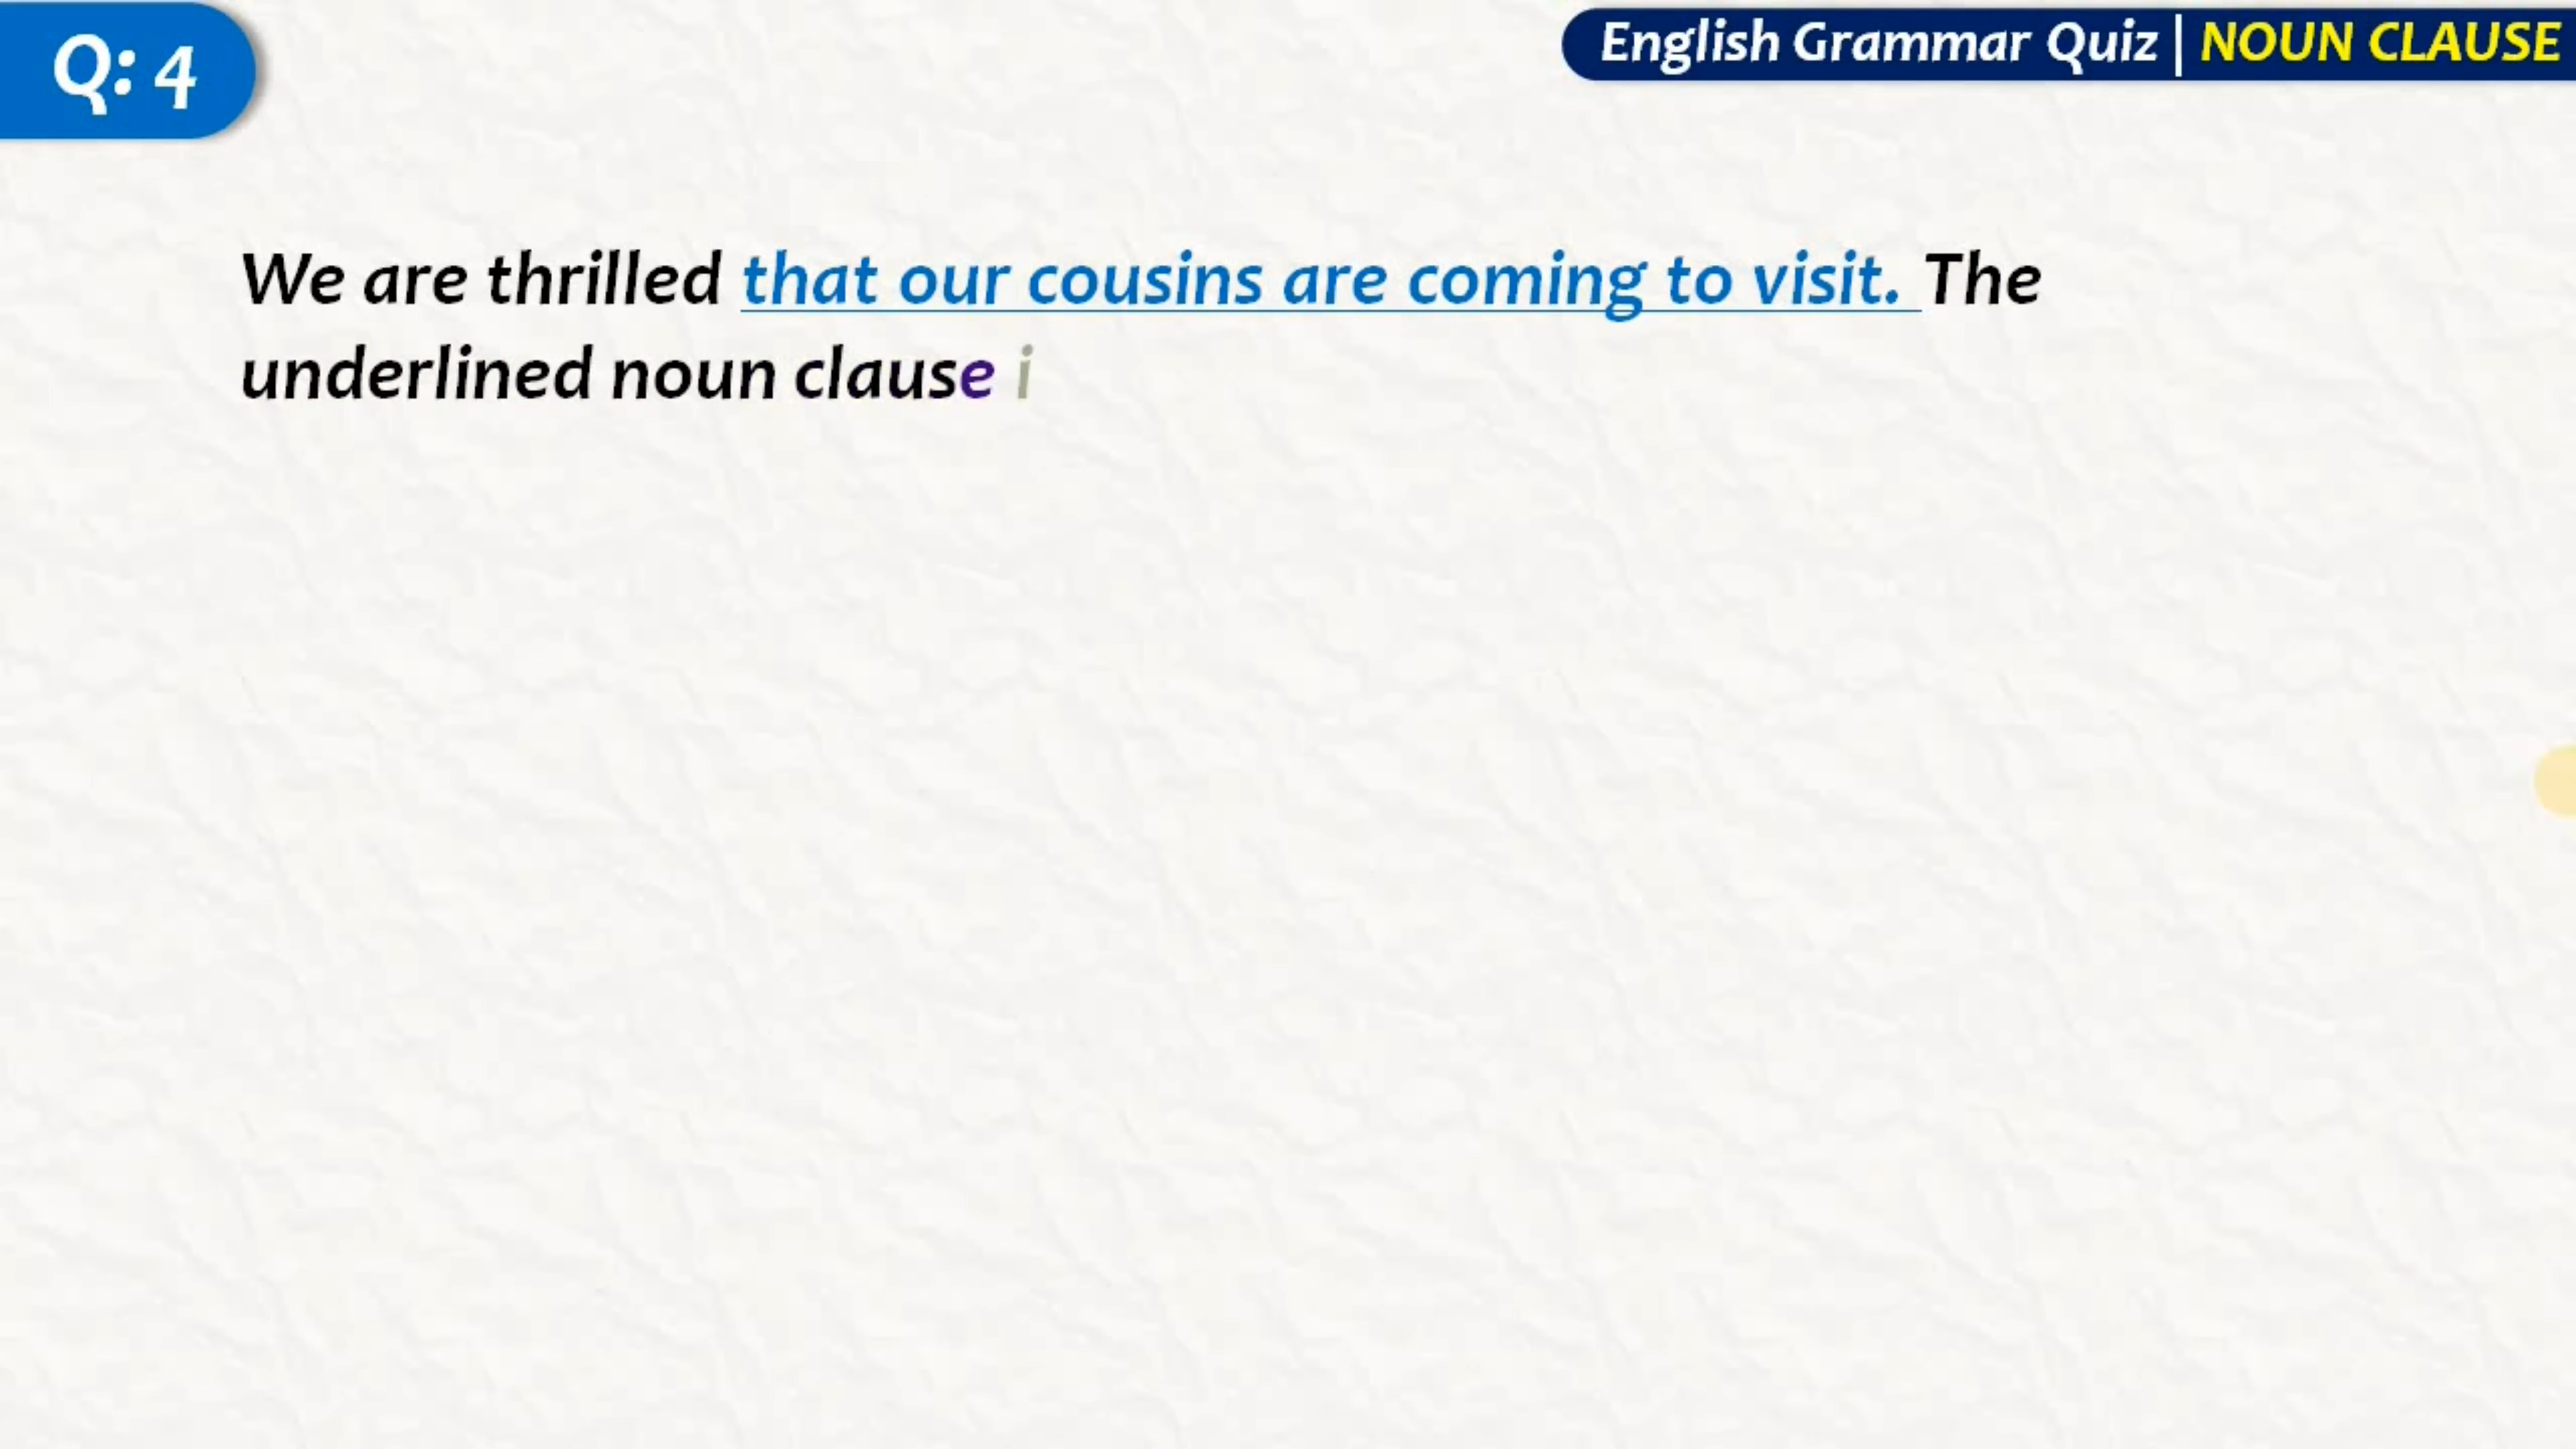 Q: 4
English Grammar Quiz | NOUN CLAUSE
We are thrilled that our cousins are coming to visit. The
underlined noun clause i